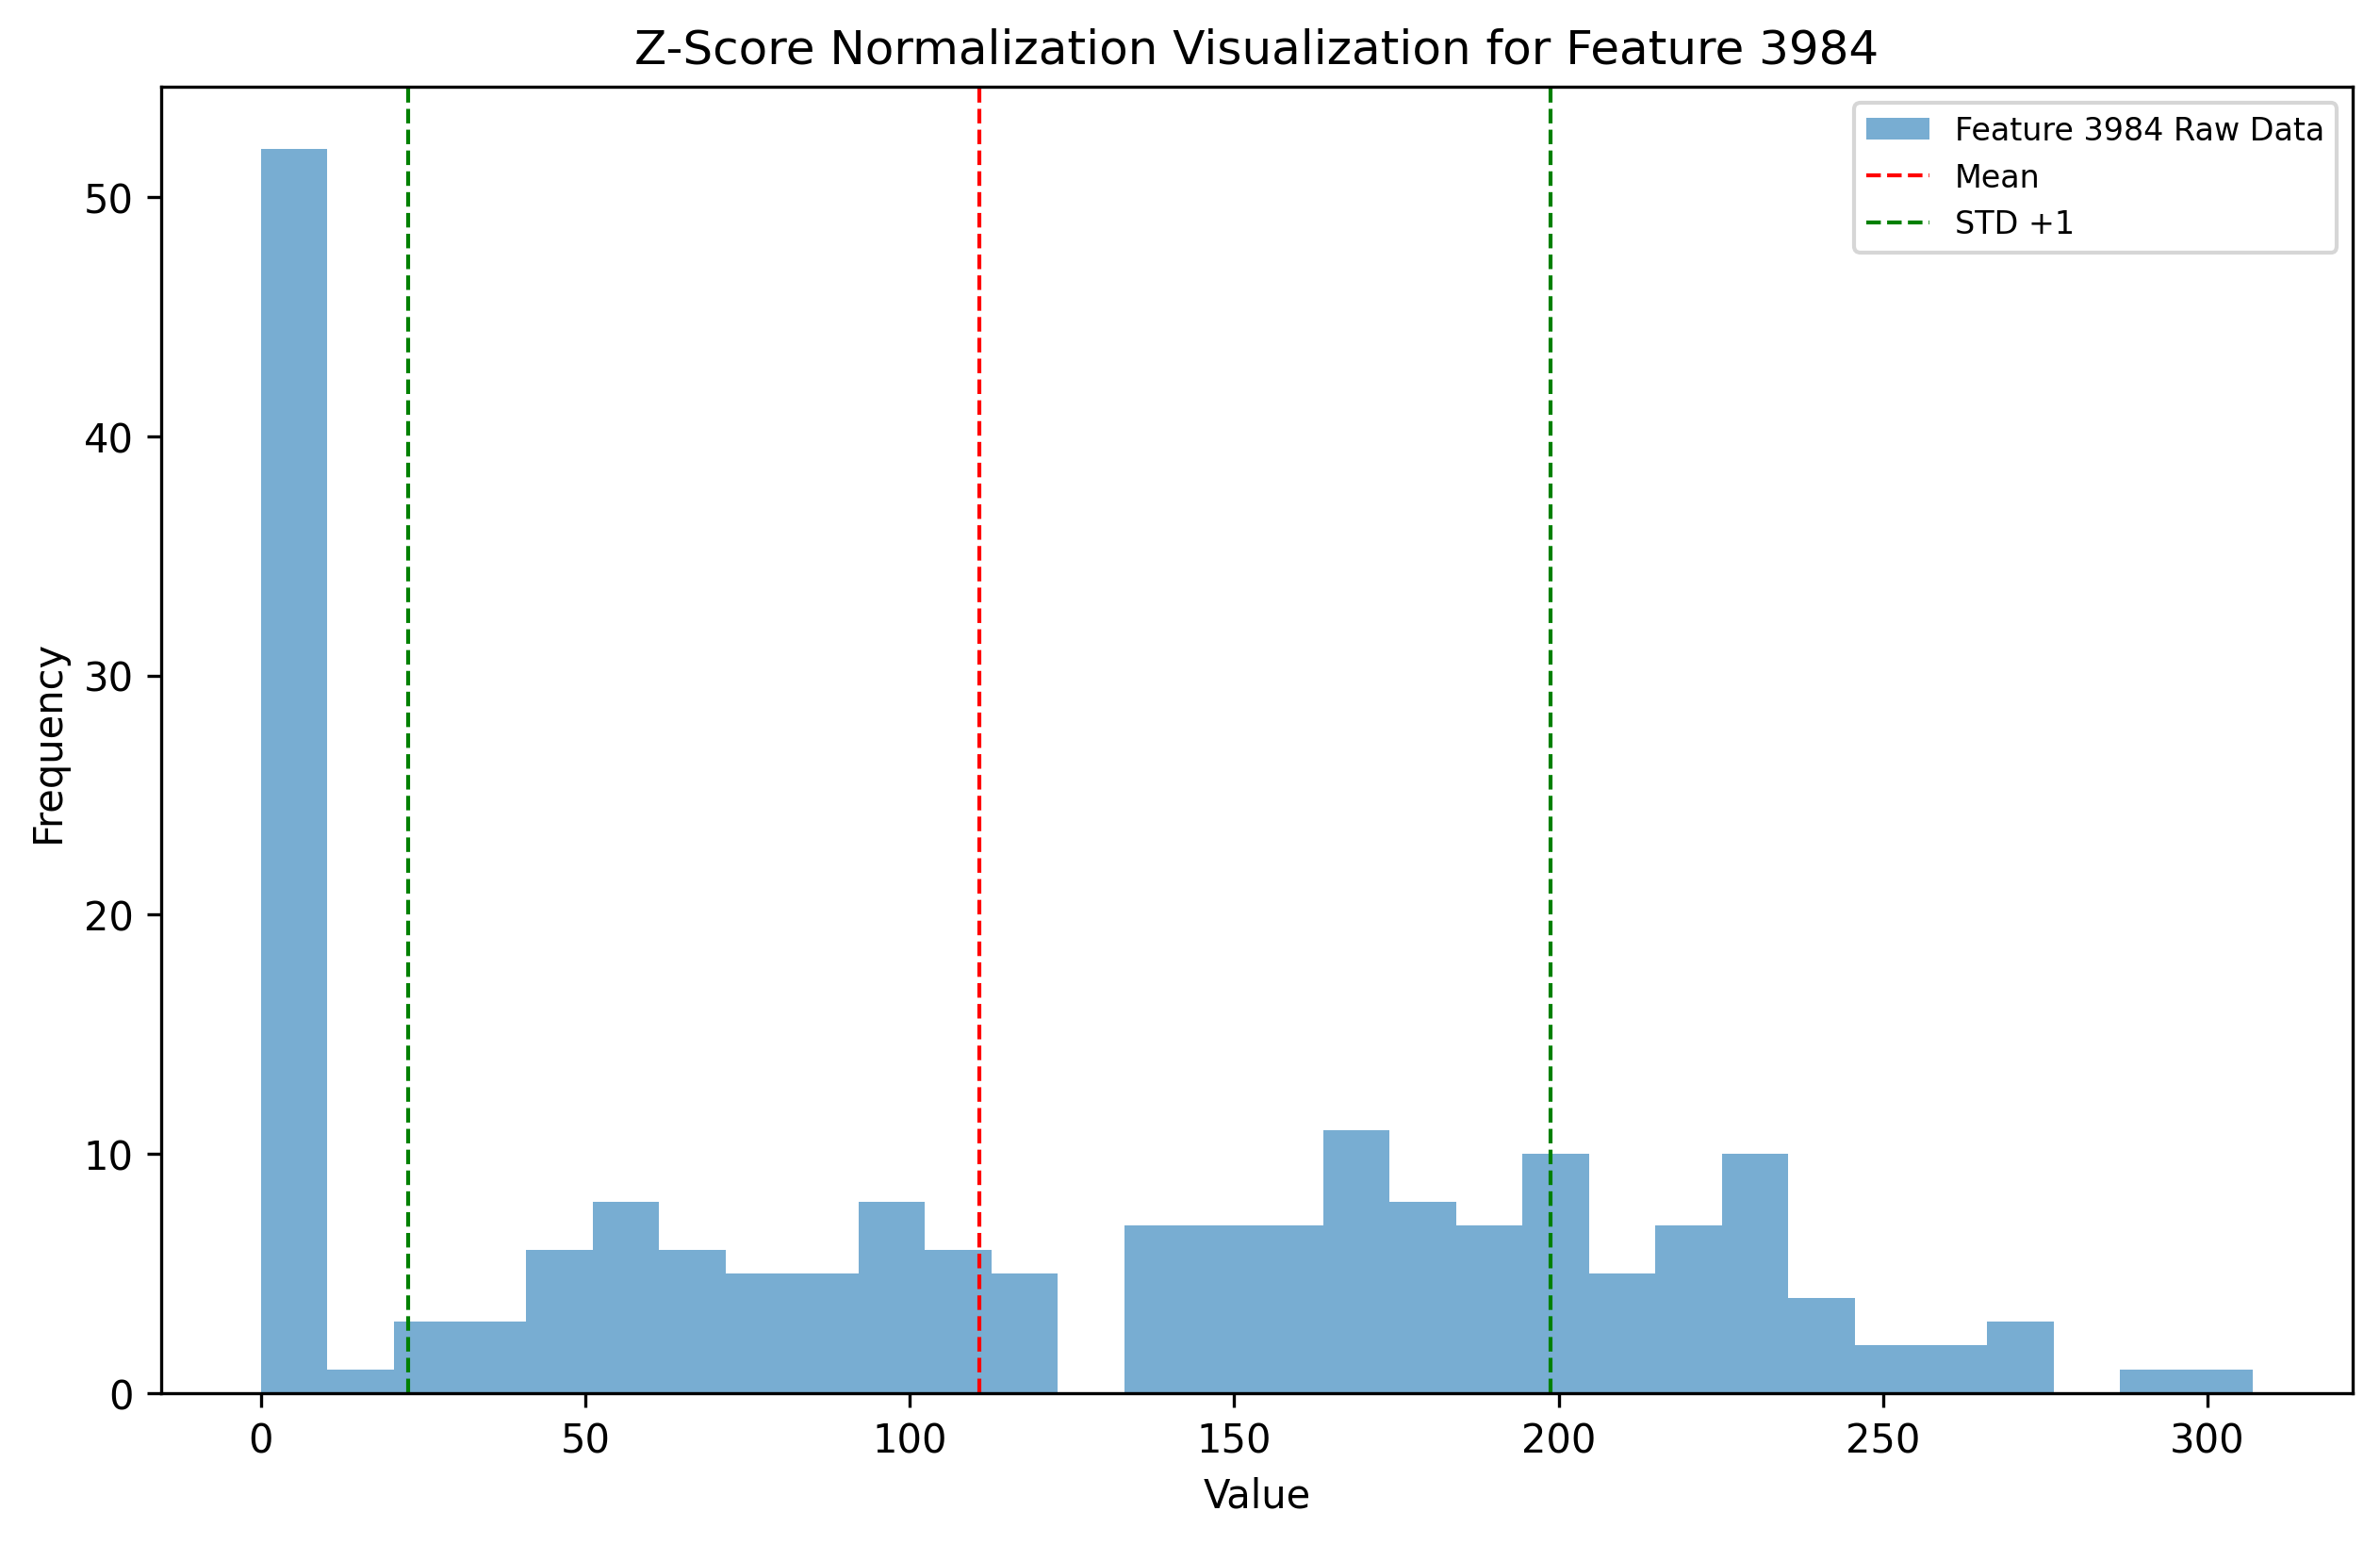 Z-Score Normalization Visualization for Feature 3984
Feature 3984 Raw Data
Mean
STD +1
50
40
30
20
10
0
Frequency
0 50 100 150 200 250 300
Value